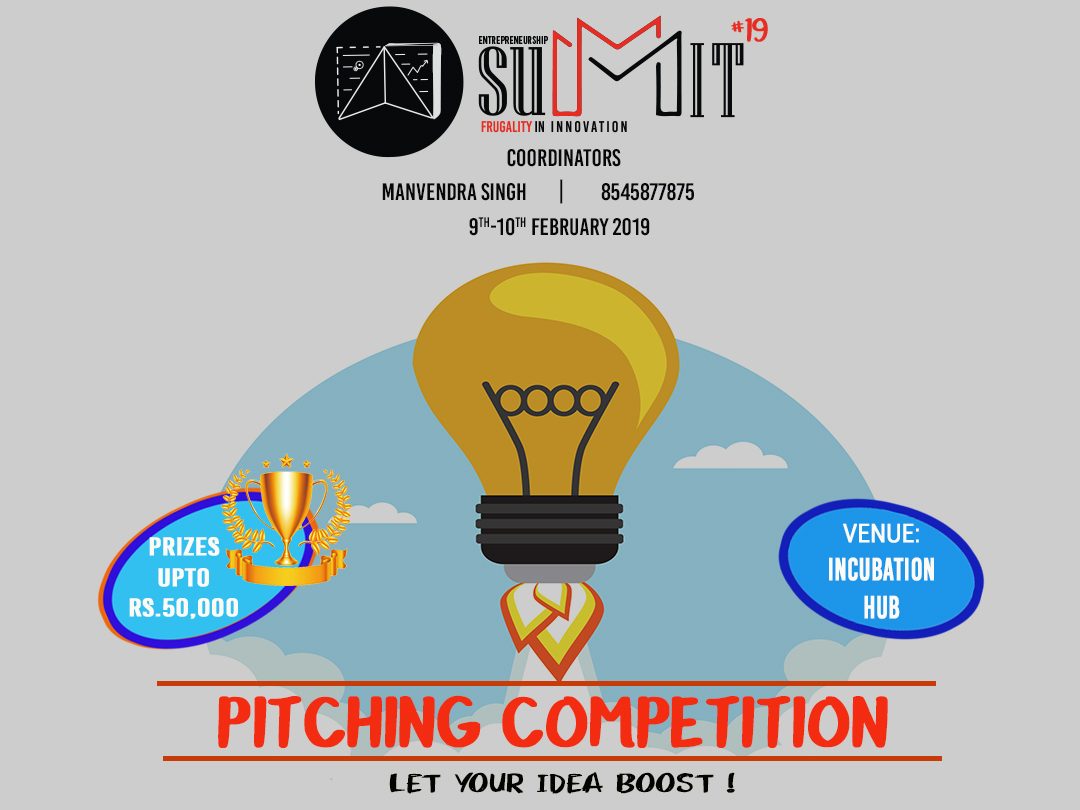 #19
ENTREPRENEURSHIP
SUMMIT
FRUGALITY IN INNOVATION
COORDINATORS
MANVENDRA SINGH | 8545877875
9TH-10TH FEBRUARY 2019
PRIZES
UPTO
RS.50,000
VENUE:
INCUBATION
HUB
PITCHING COMPETITION
LET YOUR IDEA BOOST !